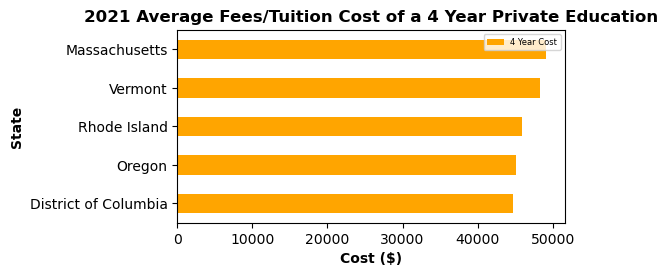 2021 Average Fees/Tuition Cost of a 4 Year Private Education
4 Year Cost
Massachusetts
Vermont
Rhode Island
Oregon
District of Columbia
State
0 10000 20000 30000 40000 50000
Cost ($)